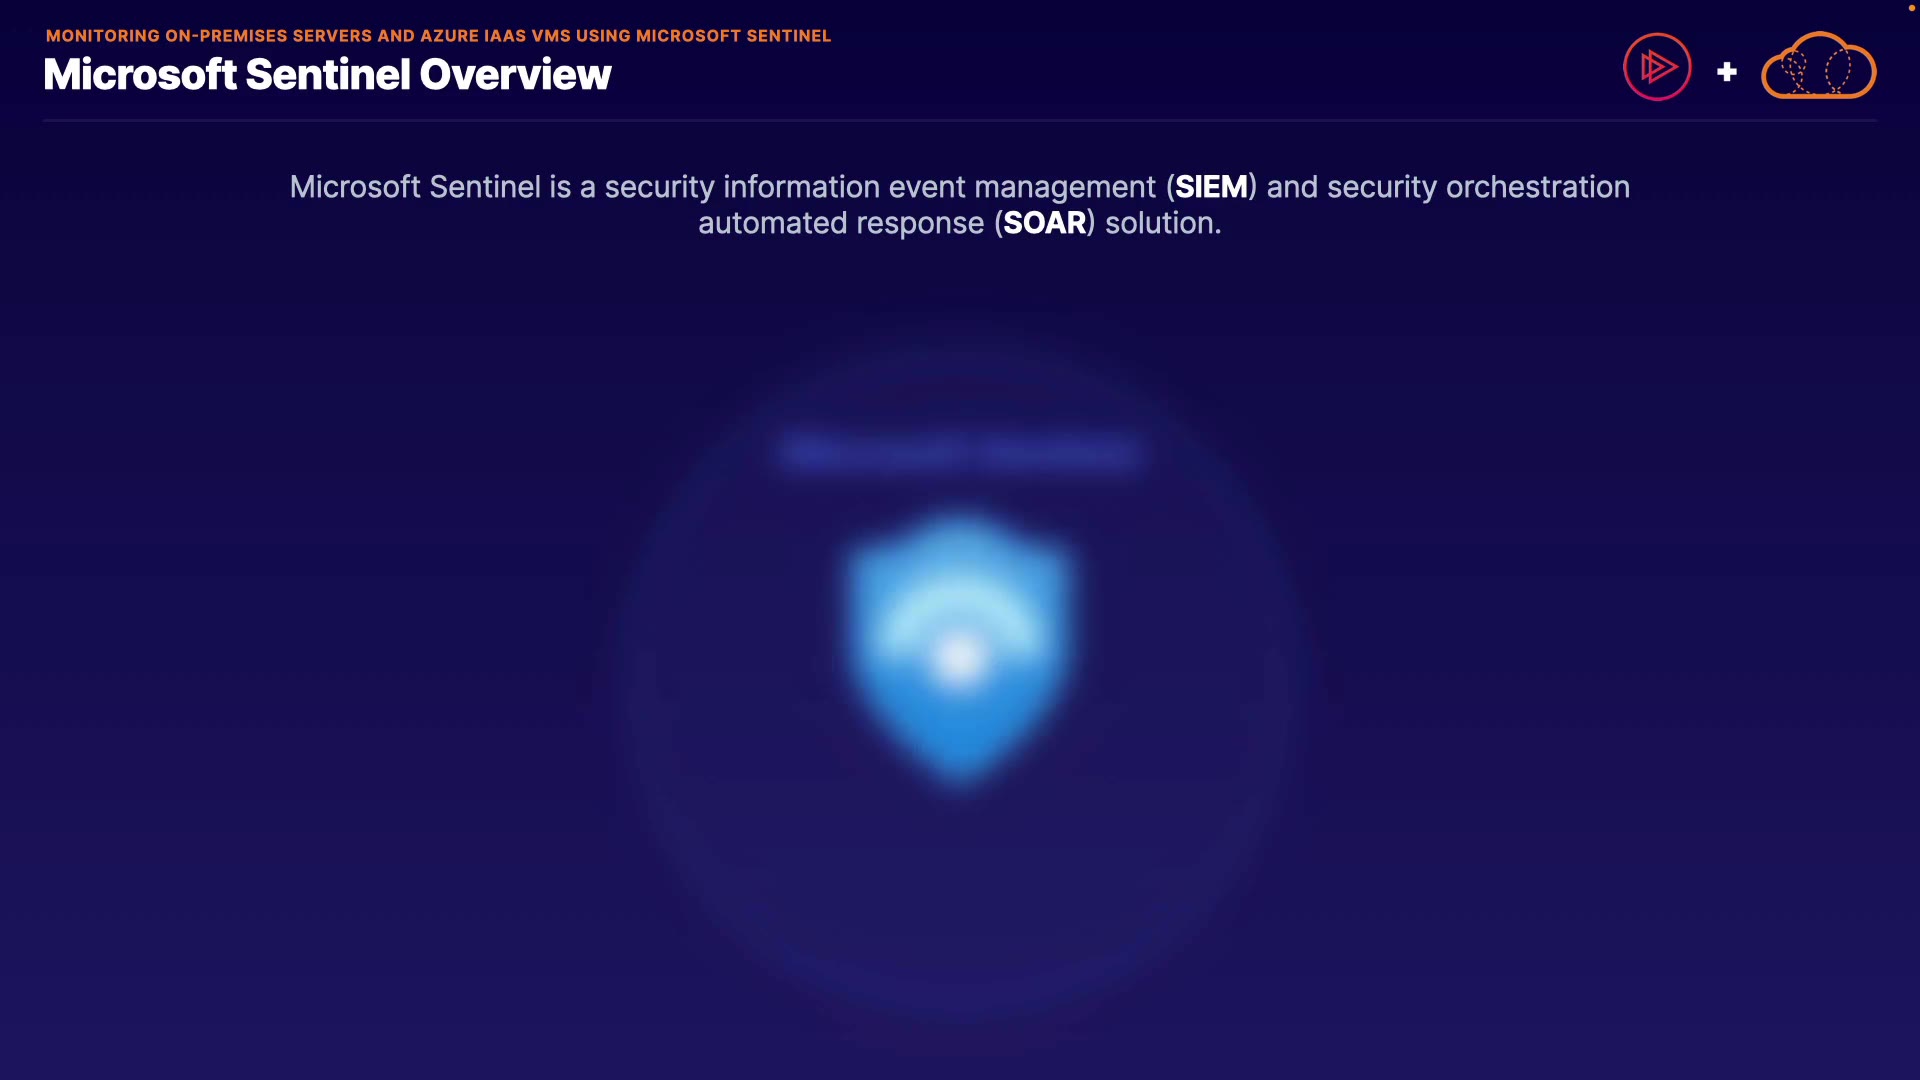 MONITORING ON-PREMISES SERVERS AND AZURE IAAS VMS USING MICROSOFT SENTINEL
Microsoft Sentinel Overview
Microsoft Sentinel is a security information event management (SIEM) and security orchestration
automated response (SOAR) solution.